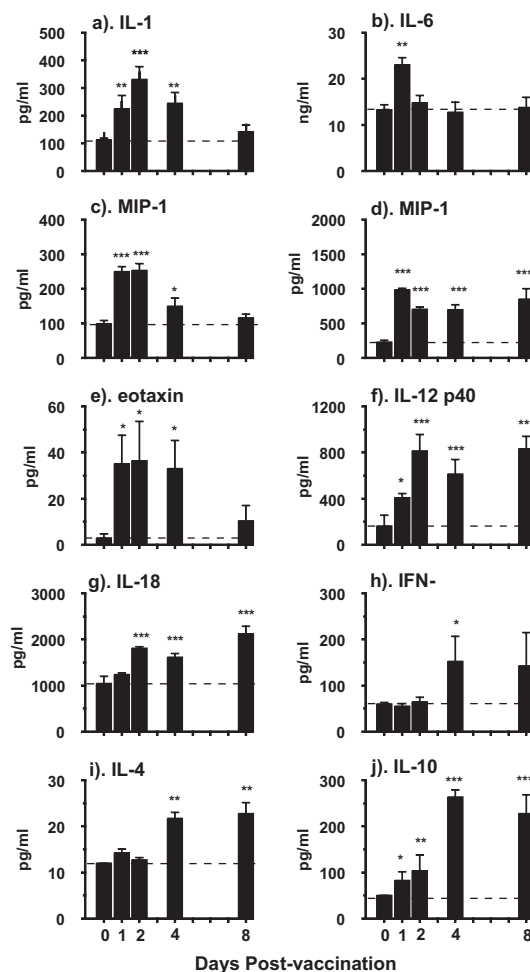 a). IL-1
500
400
300
200
100
0
pg/ml
** *** **
b). IL-6
30
20
10
0
ng/ml
**
c). MIP-1
400
300
200
100
0
pg/ml
*** *** *
d). MIP-1
2000
1500
1000
500
0
pg/ml
*** *** *** ***
e). eotaxin
60
40
20
0
pg/ml
* * *
f). IL-12 p40
1200
800
400
0
pg/ml
* *** ***
g). IL-18
3000
2000
1000
0
pg/ml
*** *** ***
h). IFN-
300
200
100
0
pg/ml
*
i). IL-4
30
20
10
0
pg/ml
** **
0 1 2 4 8
j). IL-10
300
200
100
0
pg/ml
* ** ***
0 1 2 4 8
Days Post-vaccination